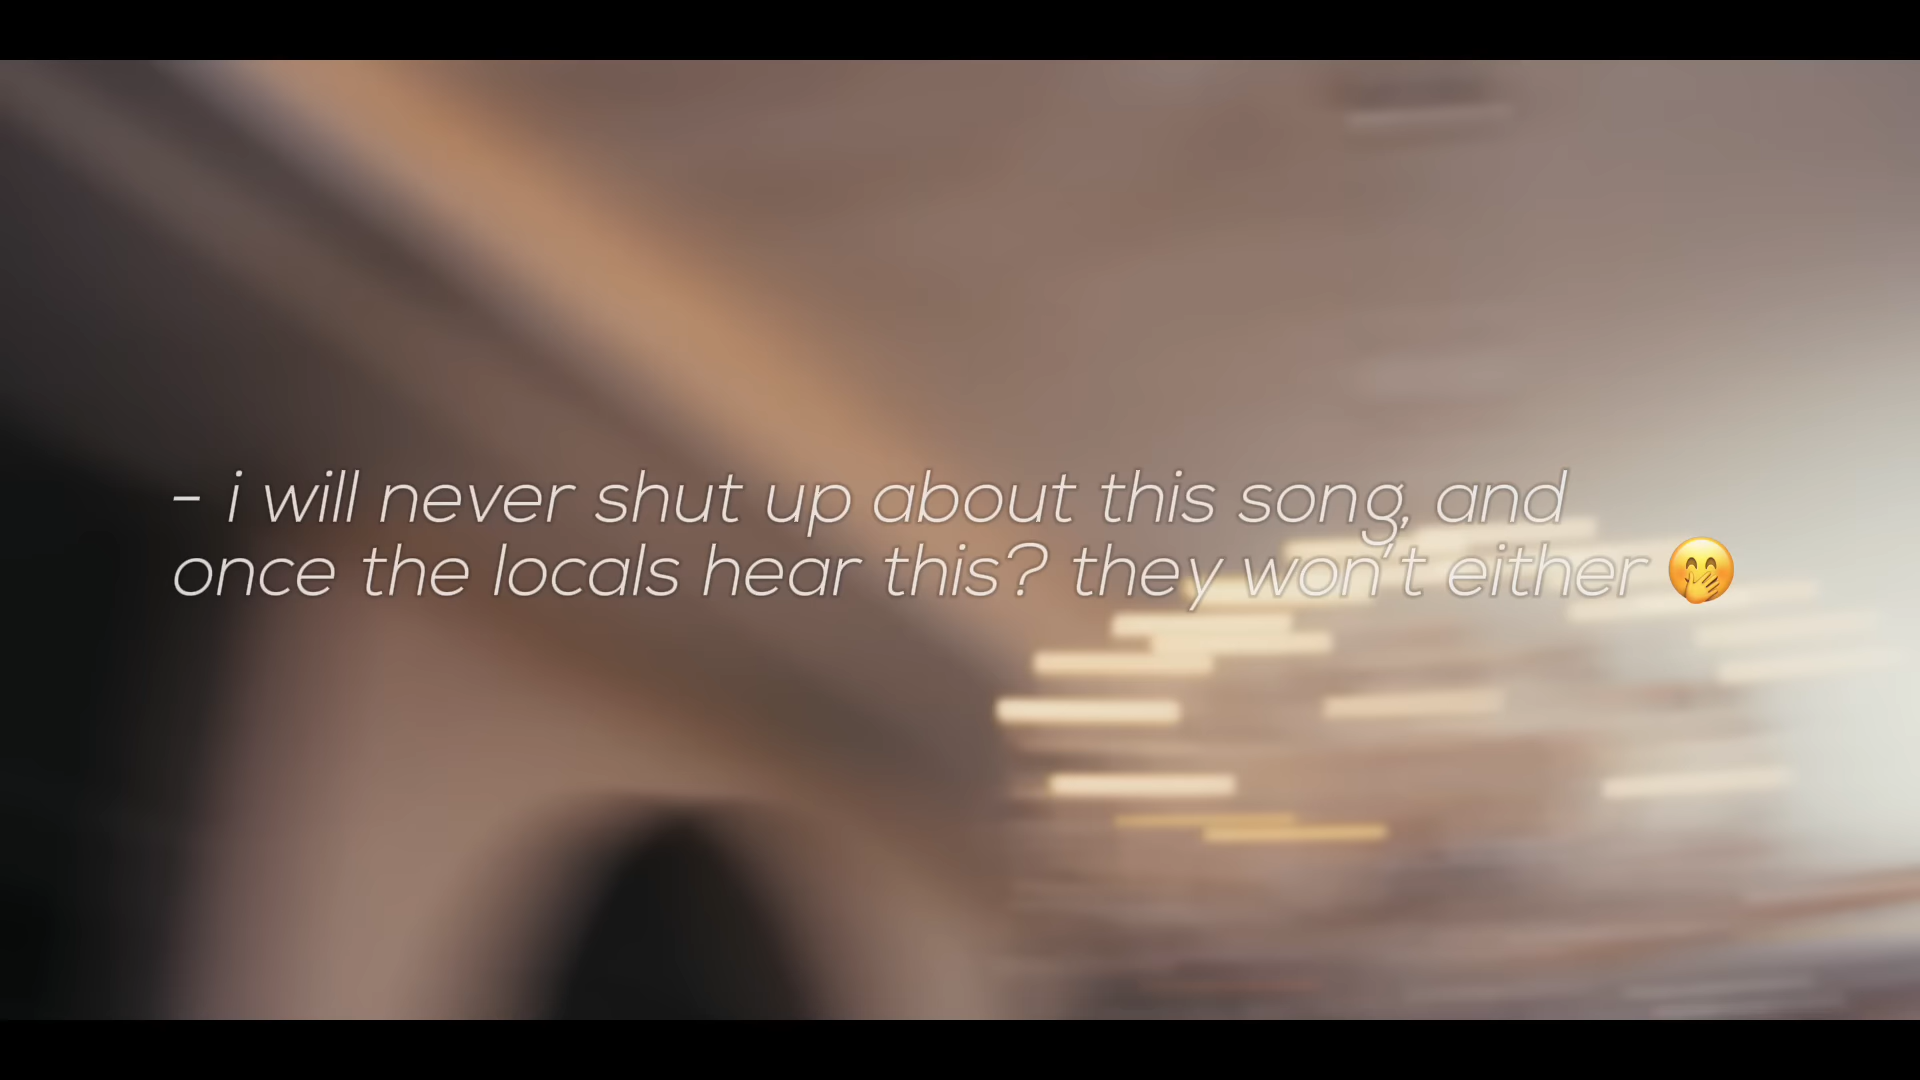 - i will never shut up about this song, and
once the locals hear this? they won't either 🤭